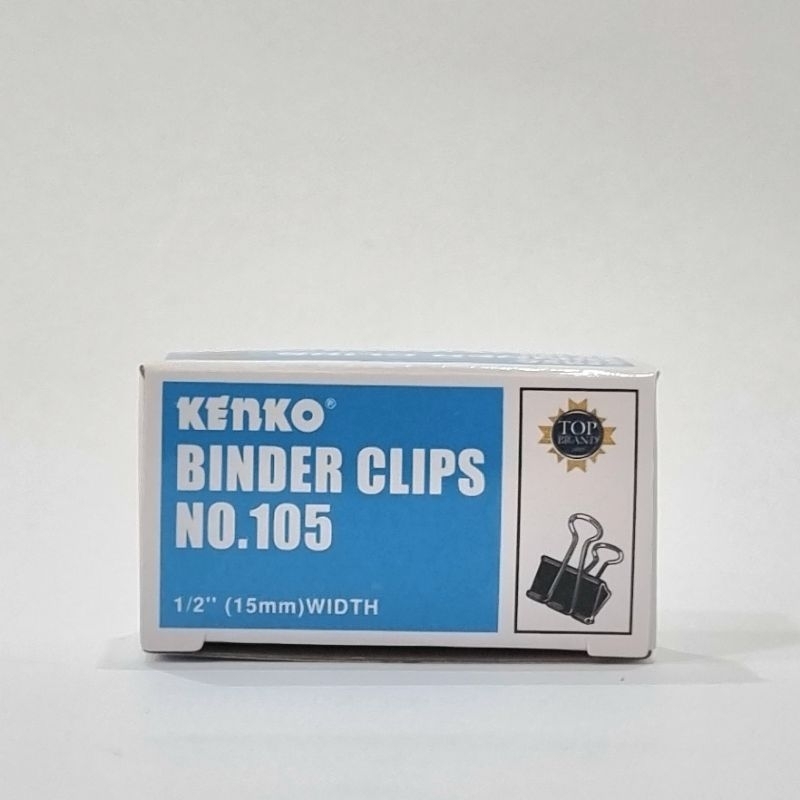 KENKO®
BINDER CLIPS
NO.105
1/2" (15mm)WIDTH
TOP
BRAND